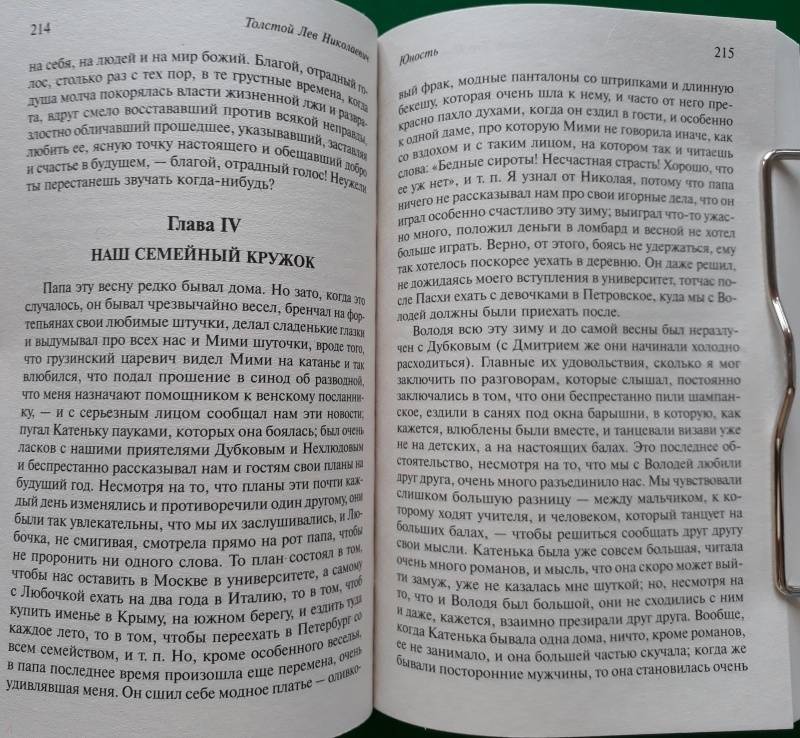 214
Толстой Лев Николаевич
на себя, на людей и на мир божий. Благой, отрадный го-
лос, столько раз с тех пор, в те грустные времена, когда
душа молча покорялась власти жизненной лжи и развра-
та, вдруг смело восстававший против всякой неправды,
злостно обличавший прошедшее, указывавший, заставляя
любить ее, ясную точку настоящего и обещавший добро
и счастье в будущем, — благой, отрадный голос! Неужели
ты перестанешь звучать когда-нибудь?
Глава IV
НАШ СЕМЕЙНЫЙ КРУЖОК
Папа эту весну редко бывал дома. Но зато, когда это
случалось, он бывал чрезвычайно весел, бренчал на фор-
тепьянах свои любимые штучки, делал сладенькие глазки
и выдумывал про всех нас и Мими шуточки, вроде того,
что грузинский царевич видел Мими на катанье и так
влюбился, что подал прошение в синод об разводной,
что меня назначают помощником к венскому посланни-
ку, — и с серьезным лицом сообщал нам эти новости;
пугал Катеньку пауками, которых она боялась; был очень
ласков с нашими приятелями Дубковым и Нехлюдовым
и беспрестанно рассказывал нам и гостям свои планы на
будущий год. Несмотря на то, что планы эти почти каж-
дый день изменялись и противоречили один другому, они
были так увлекательны, что мы их заслушивались, и Лю-
бочка, не смигивая, смотрела прямо на рот папа, чтобы
не проронить ни одного слова. То план состоял в том,
чтобы нас оставить в Москве в университете, а самому
с Любочкой ехать на два года в Италию, то в том, чтоб
купить именье в Крыму, на южном берегу, и ездить туда
каждое лето, то в том, чтобы переехать в Петербург со
всем семейством, и т. п. Но, кроме особенного веселья,
в папа последнее время произошла еще перемена, очень
удивлявшая меня. Он сшил себе модное платье — оливко-
Юность
215
вый фрак, модные панталоны со штрипками и длинную
бекешу, которая очень шла к нему, и часто от него пре-
красно пахло духами, когда он ездил в гости, и особенно
к одной даме, про которую Мими не говорила иначе, как
со вздохом и с таким лицом, на котором так и читаешь
слова: «Бедные сироты! Несчастная страсть! Хорошо, что
ее уж нет», и т. п. Я узнал от Николая, потому что папа
ничего не рассказывал нам про свои игорные дела, что он
играл особенно счастливо эту зиму; выиграл что-то ужас-
но много, положил деньги в ломбард и весной не хотел
больше играть. Верно, от этого, боясь не удержаться, ему
так хотелось поскорее уехать в деревню. Он даже решил,
не дожидаясь моего вступления в университет, тотчас по-
сле Пасхи ехать с девочками в Петровское, куда мы с Во-
лодей должны были приехать после.
Володя всю эту зиму и до самой весны был неразлу-
чен с Дубковым (с Дмитрием же они начинали холодно
расходиться). Главные их удовольствия, сколько я мог
заключить по разговорам, которые слышал, постоянно
заключались в том, что они беспрестанно пили шампан-
ское, ездили в санях под окна барышни, в которую, как
кажется, влюблены были вместе, и танцевали визави уже
не на детских, а на настоящих балах. Это последнее об-
стоятельство, несмотря на то, что мы с Володей любили
друг друга, очень много разъединило нас. Мы чувствовали
слишком большую разницу — между мальчиком, к ко-
торому ходят учителя, и человеком, который танцует на
больших балах, — чтобы решиться сообщать друг другу
свои мысли. Катенька была уже совсем большая, читала
очень много романов, и мысль, что она скоро может вый-
ти замуж, уже не казалась мне шуткой; но, несмотря на
то, что и Володя был большой, они не сходились с ним
и даже, кажется, взаимно презирали друг друга. Вообще,
когда Катенька бывала одна дома, ничто, кроме романов,
ее не занимало, и она большей частью скучала; когда же
бывали посторонние мужчины, то она становилась очень